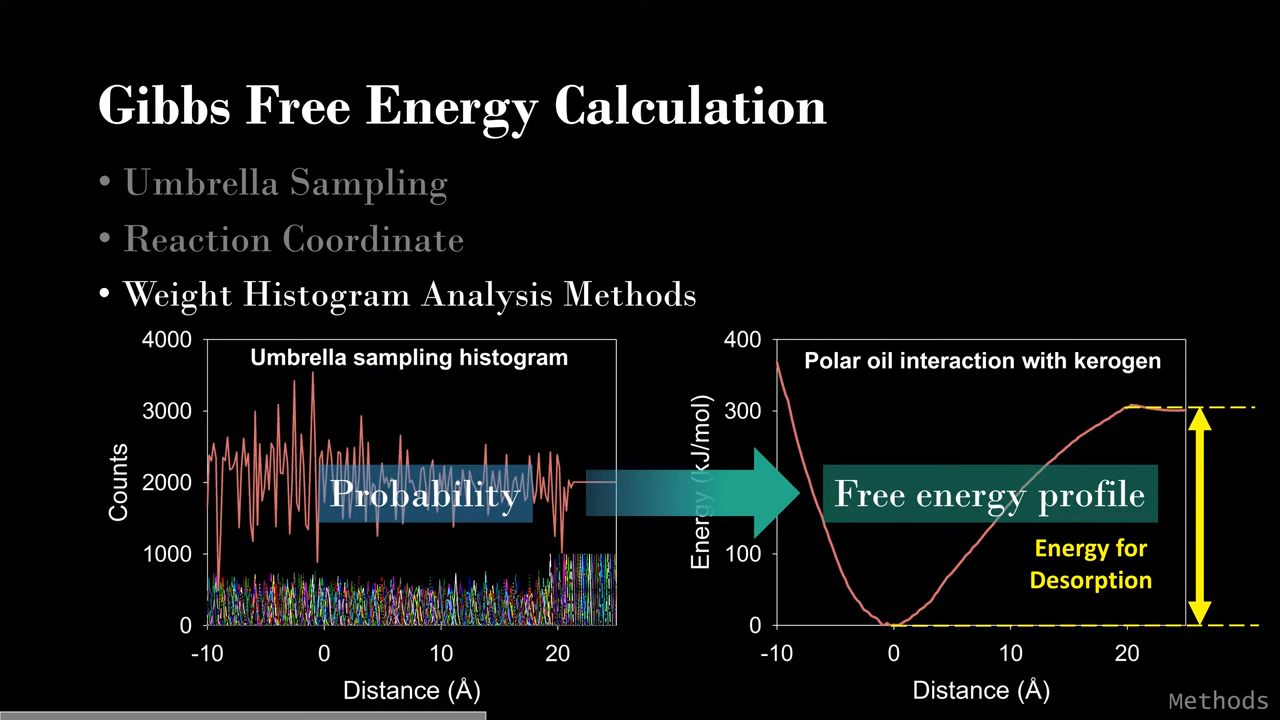 Gibbs Free Energy Calculation
• Umbrella Sampling
• Reaction Coordinate
• Weight Histogram Analysis Methods
Umbrella sampling histogram
4000
3000
2000
1000
0
Counts
-10 0 10 20
Distance (Å)
Probability
Polar oil interaction with kerogen
400
300
100
0
Energy (kJ/mol)
-10 0 10 20
Distance (Å)
Free energy profile
Energy for
Desorption
Methods